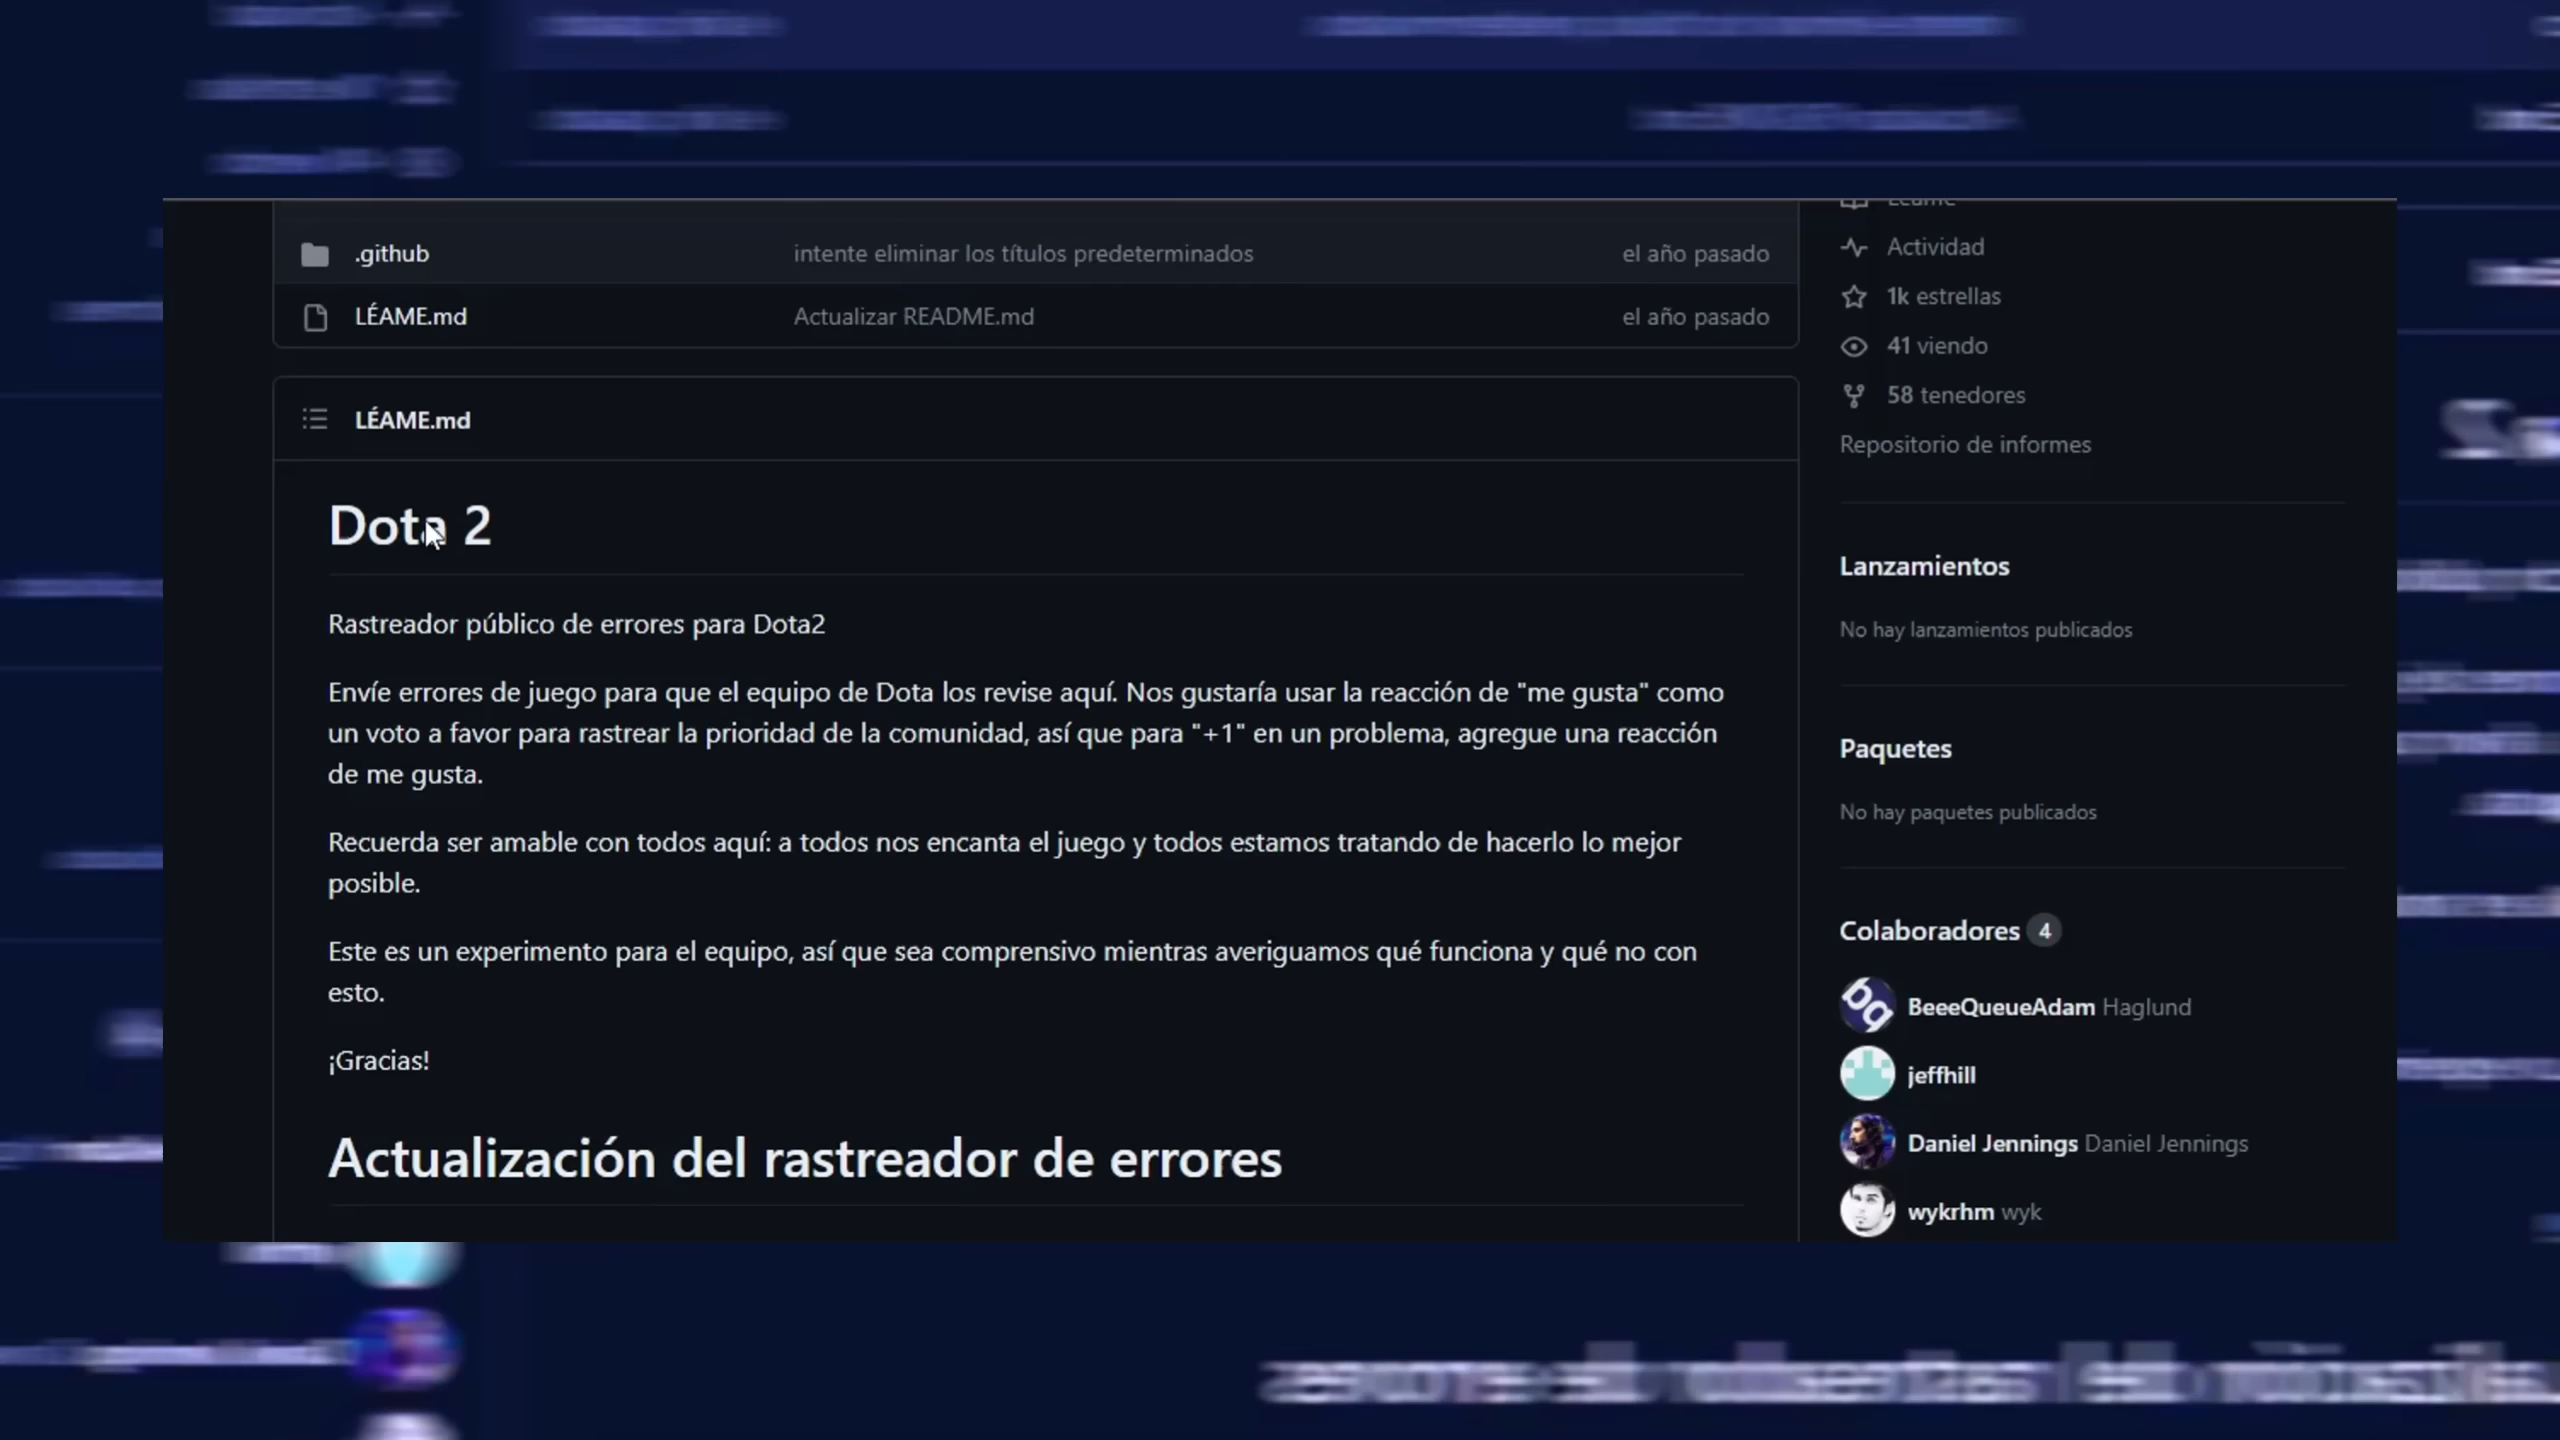 .github intente eliminar los títulos predeterminados el año pasado
LÉAME.md Actualizar README.md el año pasado
LÉAME.md
Dota 2
Rastreador público de errores para Dota2
Envíe errores de juego para que el equipo de Dota los revise aquí. Nos gustaría usar la reacción de "me gusta" como
un voto a favor para rastrear la prioridad de la comunidad, así que para "+1" en un problema, agregue una reacción
de me gusta.
Recuerda ser amable con todos aquí: a todos nos encanta el juego y todos estamos tratando de hacerlo lo mejor
posible.
Este es un experimento para el equipo, así que sea comprensivo mientras averiguamos qué funciona y qué no con
esto.
¡Gracias!
Actualización del rastreador de errores
Actividad
1k estrellas
41 viendo
58 tenedores
Repositorio de informes
Lanzamientos
No hay lanzamientos publicados
Paquetes
No hay paquetes publicados
Colaboradores 4
BeeeQueueAdam Haglund
jeffhill
Daniel Jennings Daniel Jennings
wykrhm wyk